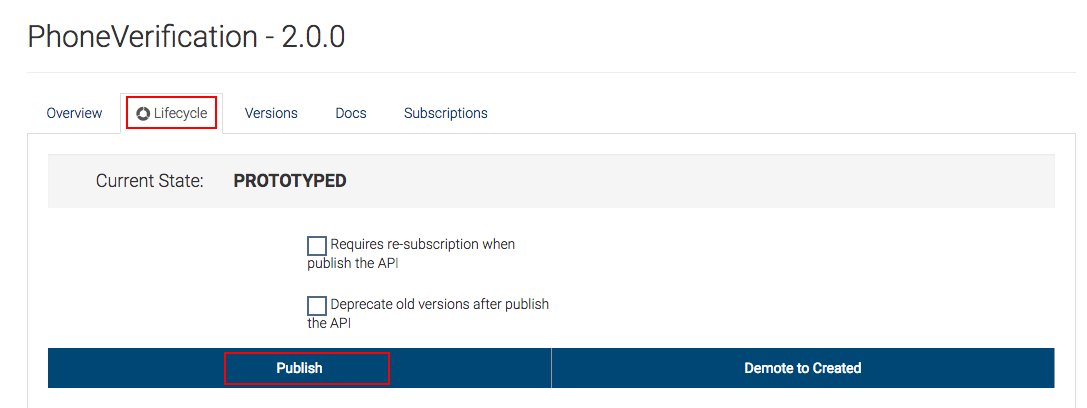 PhoneVerification - 2.0.0
Overview Lifecycle Versions Docs Subscriptions
Current State: PROTOTYPED
Requires re-subscription when
publish the API
Deprecate old versions after publish
the API
Publish Demote to Created